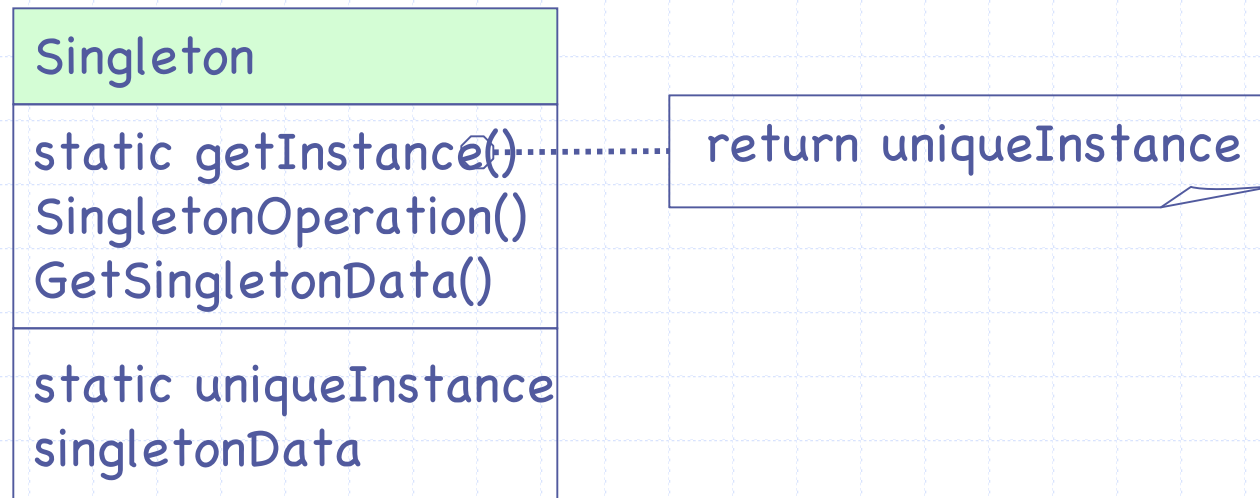 Singleton
static getInstance()
return uniqueInstance
SingletonOperation()
GetSingletonData()
static uniqueInstance
singletonData